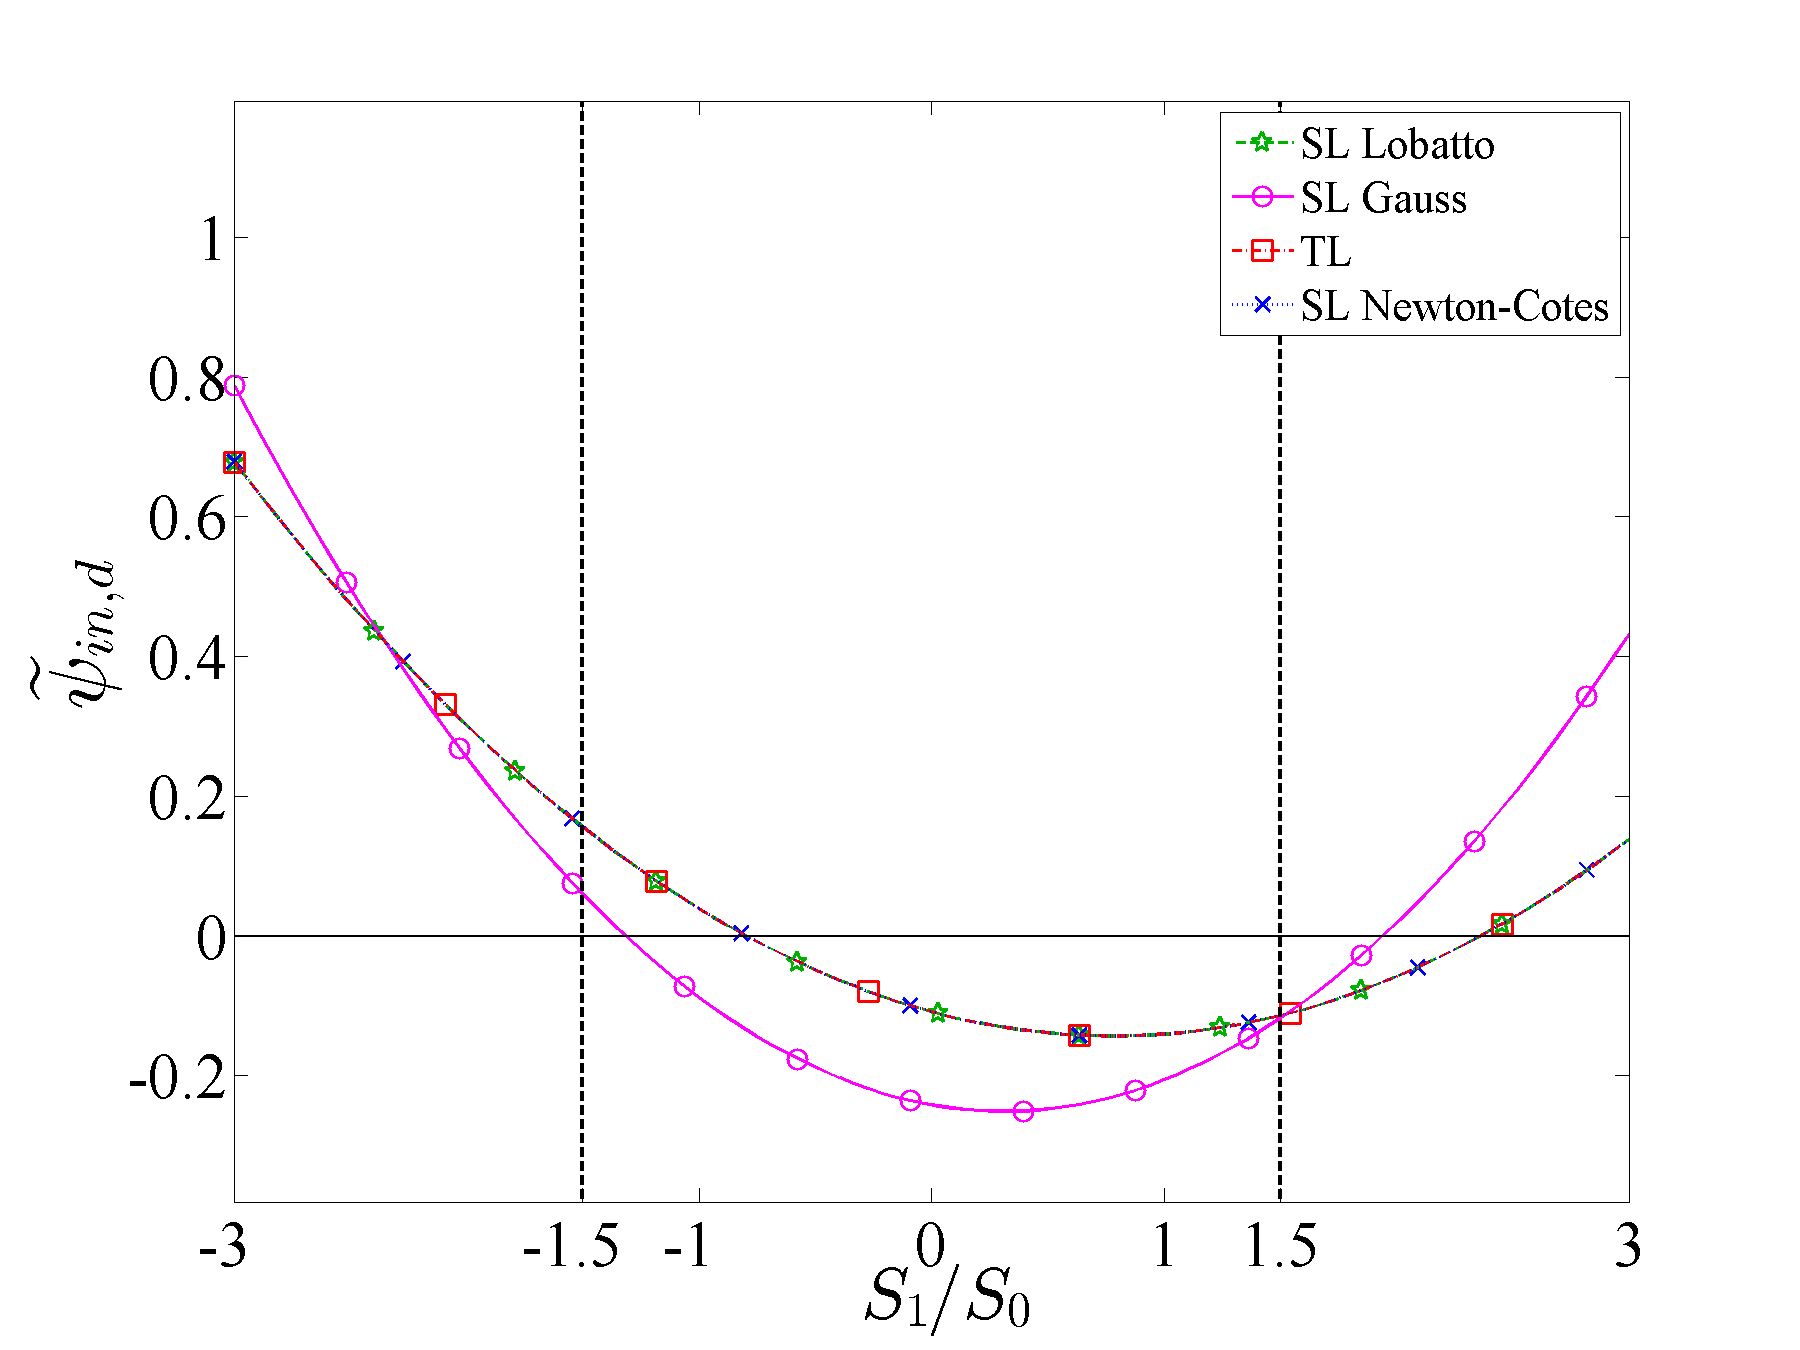 SL Lobatto
SL Gauss
TL
SL Newton-Cotes
1
0.8
0.6
0.4
0.2
0
-0.2
ψ̃in,d
-3 -1.5 -1 0 1 1.5 3
S1/S0